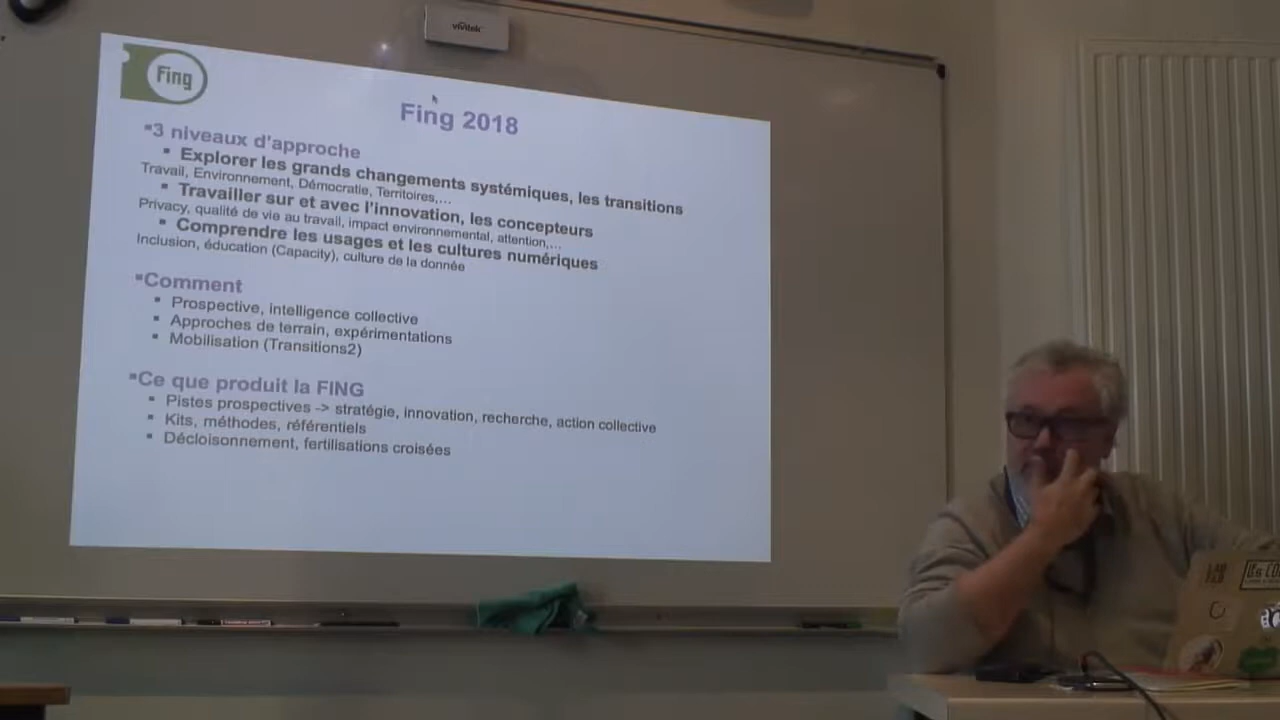 vivitek
Fing
Fing 2018
▪3 niveaux d'approche
▪ Explorer les grands changements systémiques, les transitions
Travail, Environnement, Démocratie, Territoires,...
▪ Travailler sur et avec l'innovation, les concepteurs
Privacy, qualité de vie au travail, impact environnemental, attention,...
▪ Comprendre les usages et les cultures numériques
Inclusion, éducation (Capacity), culture de la donnée
▪Comment
▪ Prospective, intelligence collective
▪ Approches de terrain, expérimentations
▪ Mobilisation (Transitions2)
▪Ce que produit la FING
▪ Pistes prospectives -> stratégie, innovation, recherche, action collective
▪ Kits, méthodes, référentiels
▪ Décloisonnement, fertilisations croisées